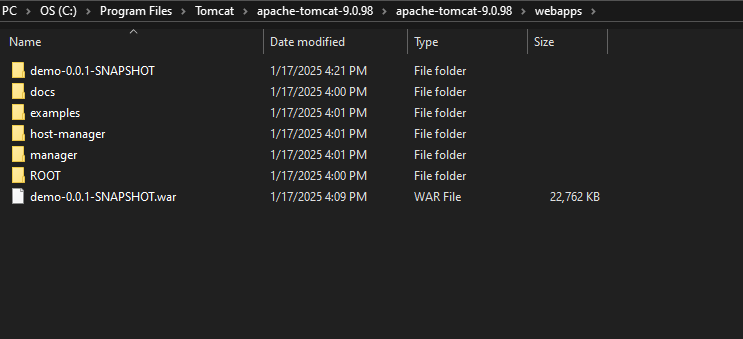 PC > OS (C:) > Program Files > Tomcat > apache-tomcat-9.0.98 > apache-tomcat-9.0.98 > webapps >
Name Date modified Type Size
demo-0.0.1-SNAPSHOT 1/17/2025 4:21 PM File folder
docs 1/17/2025 4:00 PM File folder
examples 1/17/2025 4:01 PM File folder
host-manager 1/17/2025 4:01 PM File folder
manager 1/17/2025 4:01 PM File folder
ROOT 1/17/2025 4:00 PM File folder
demo-0.0.1-SNAPSHOT.war 1/17/2025 4:09 PM WAR File 22,762 KB